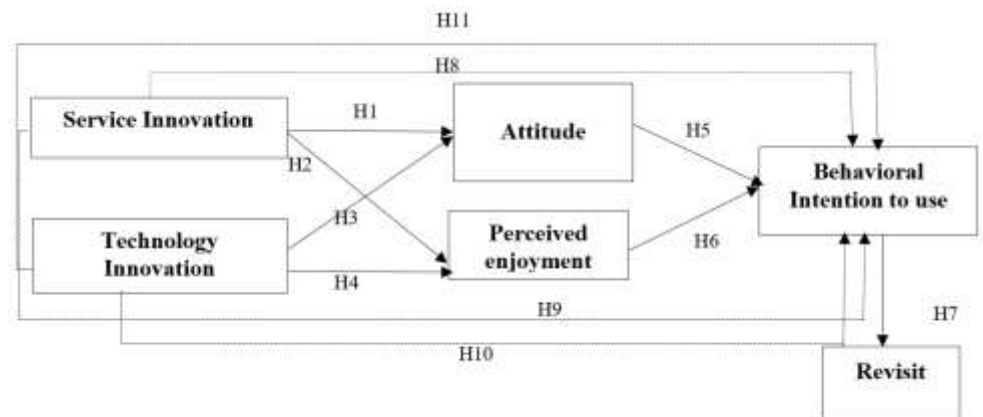 H11
H8
Service Innovation
H1
Attitude
H5
H2
Behavioral
Intention to use
H3
Technology
Innovation
Perceived
enjoyment
H6
H4
H9
H7
H10
Revisit